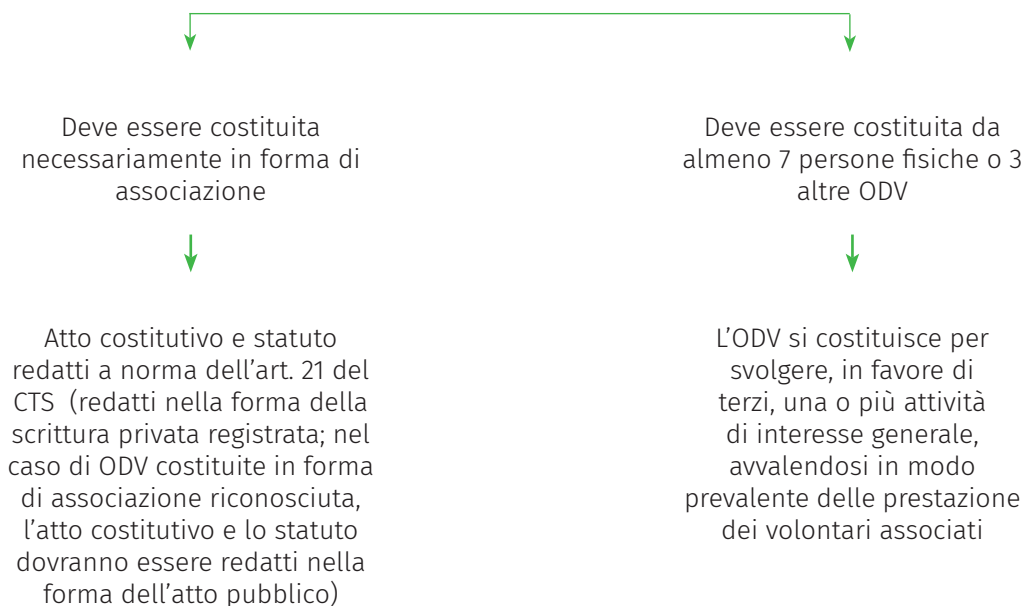 Deve essere costituita
necessariamente in forma di
associazione
Atto costitutivo e statuto
redatti a norma dell’art. 21 del
CTS (redatti nella forma della
scrittura privata registrata; nel
caso di ODV costituite in forma
di associazione riconosciuta,
l’atto costitutivo e lo statuto
dovranno essere redatti nella
forma dell’atto pubblico)
Deve essere costituita da
almeno 7 persone fisiche o 3
altre ODV
L’ODV si costituisce per
svolgere, in favore di
terzi, una o più attività
di interesse generale,
avvalendosi in modo
prevalente delle prestazione
dei volontari associati